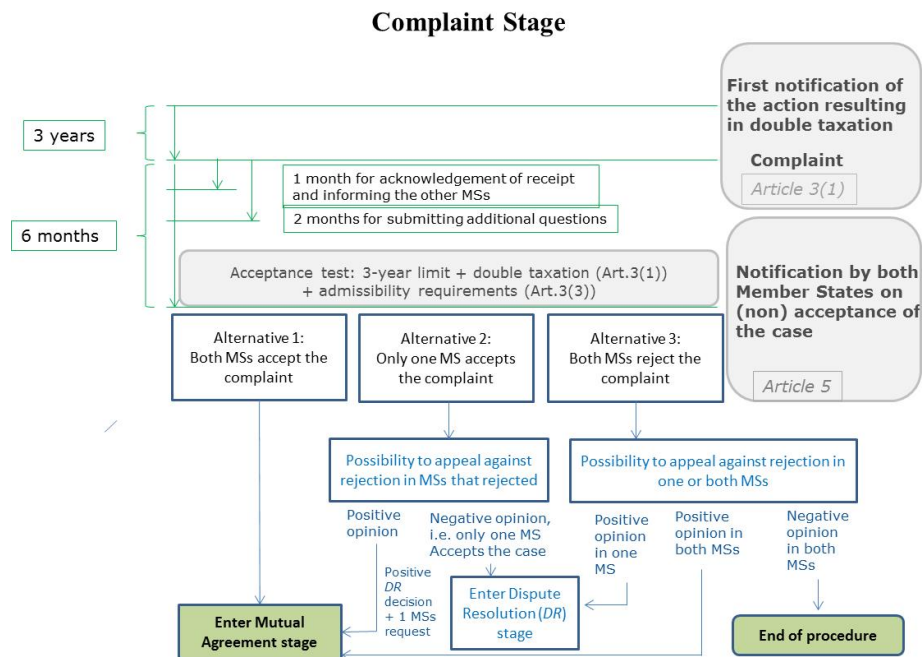 Complaint Stage
First notification of
the action resulting
in double taxation
Complaint
Article 3(1)
3 years
1 month for acknowledgement of receipt
and informing the other MSs
2 months for submitting additional questions
6 months
Acceptance test: 3-year limit + double taxation (Art.3(1))
+ admissibility requirements (Art.3(3))
Notification by both
Member States on
(non) acceptance of
the case
Article 5
Alternative 1:
Both MSs accept the
complaint
Alternative 2:
Only one MS accepts
the complaint
Alternative 3:
Both MSs reject the
complaint
Possibility to appeal against
rejection in MSs that rejected
Possibility to appeal against rejection in
one or both MSs
Positive
opinion
Negative opinion,
i.e. only one MS
Accepts the case
Positive
opinion
in one
MS
Positive
opinion in
both MSs
Negative
opinion
in both
MSs
Positive
DR
decision
+ 1 MSs
request
Enter Dispute
Resolution (DR)
stage
Enter Mutual
Agreement stage
End of procedure